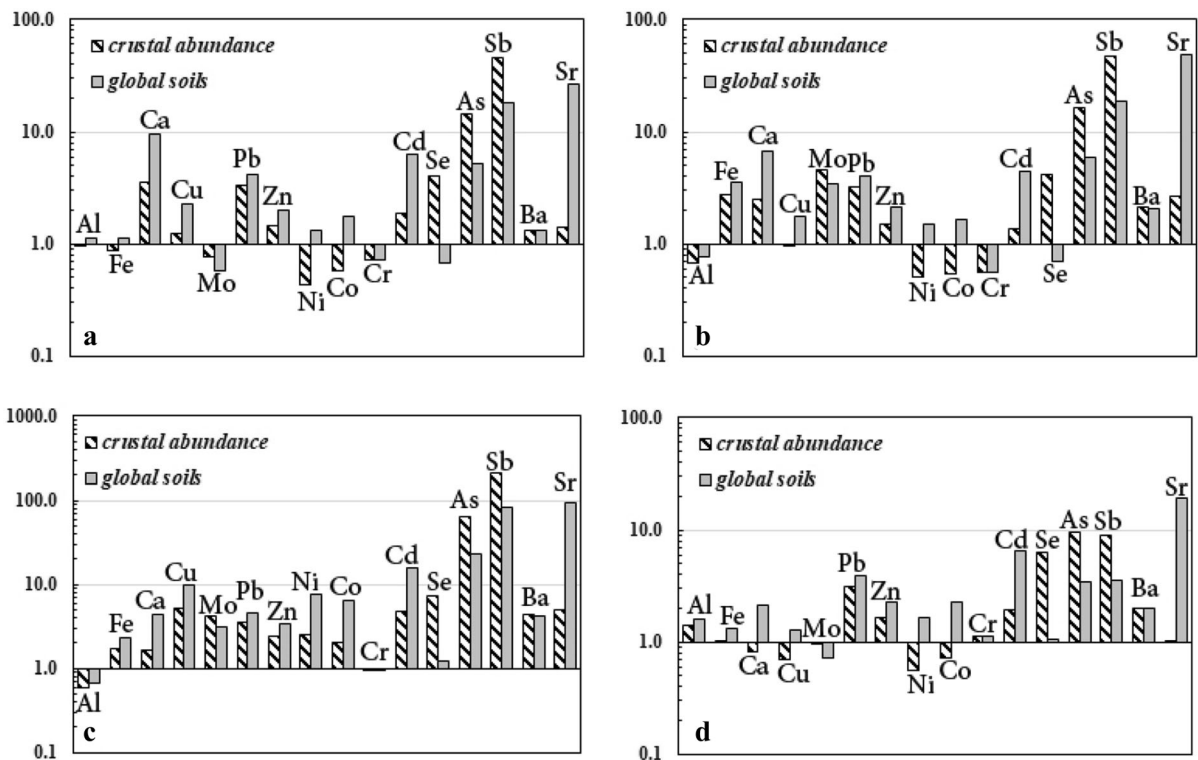 100.0
10.0
1.0
0.1
crustal abundance
global soils
Al
Fe
Ca
Cu
Mo
Pb
Zn
Ni
Co
Cr
Cd
Se
As
Sb
Ba
Sr
a
100.0
10.0
1.0
0.1
crustal abundance
global soils
Al
Fe
Ca
Cu
Mo
Pb
Zn
Ni
Co
Cr
Cd
Se
As
Sb
Ba
Sr
b
1000.0
100.0
10.0
1.0
0.1
crustal abundance
global soils
Al
Fe
Ca
Cu
Mo
Pb
Zn
Ni
Co
Cr
Cd
Se
As
Sb
Ba
Sr
c
100.0
10.0
1.0
0.1
crustal abundance
global soils
Al
Fe
Ca
Cu
Mo
Pb
Zn
Ni
Co
Cr
Cd
Se
As
Sb
Ba
Sr
d